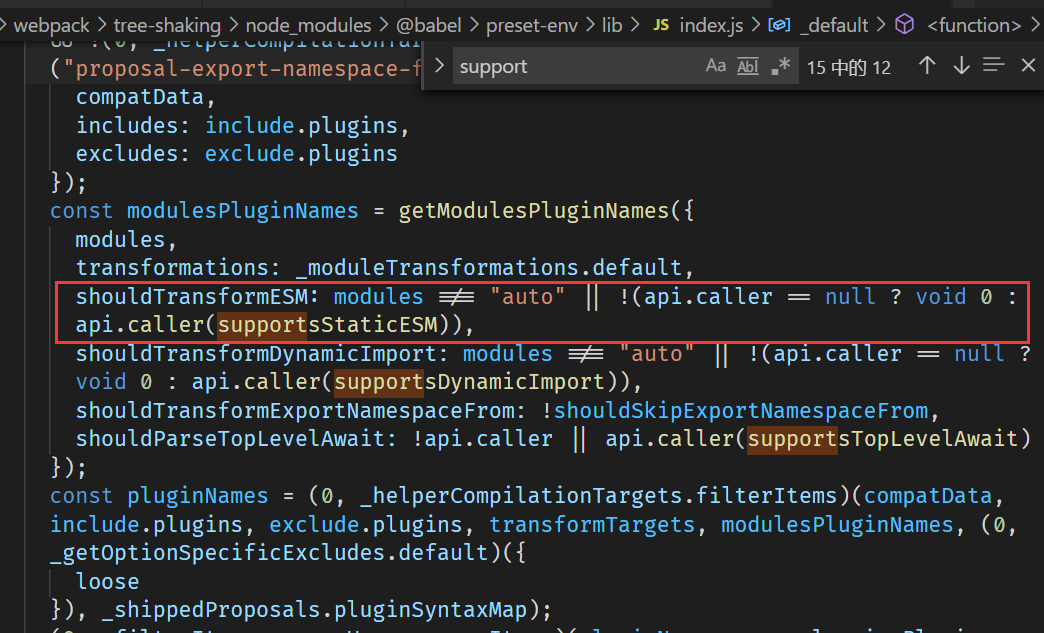 webpack > tree-shaking > node_modules > @babel > preset-env > lib > JS index.js > _default > <function>
("proposal-export-namespace-f
support Aa Abl .* 15 中的 12
compatData,
includes: include.plugins,
excludes: exclude.plugins
});
const modulesPluginNames = getModulesPluginNames({
modules,
transformations: _moduleTransformations.default,
shouldTransformESM: modules !== "auto" || !(api.caller == null ? void 0 :
api.caller(supportsStaticESM)),
shouldTransformDynamicImport: modules !== "auto" || !(api.caller == null ?
void 0 : api.caller(supportsDynamicImport)),
shouldTransformExportNamespaceFrom: !shouldSkipExportNamespaceFrom,
shouldParseTopLevelAwait: !api.caller || api.caller(supportsTopLevelAwait)
});
const pluginNames = (0, _helperCompilationTargets.filterItems)(compatData,
include.plugins, exclude.plugins, transformTargets, modulesPluginNames, (0,
_getOptionSpecificExcludes.default)({
loose
}), _shippedProposals.pluginSyntaxMap);